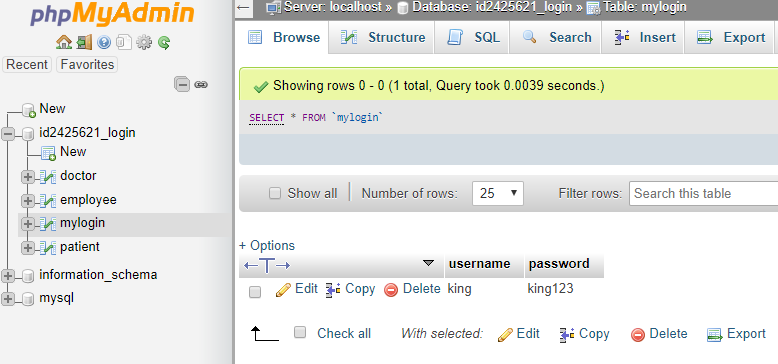 phpMyAdmin
Recent Favorites
New
id2425621_login
New
doctor
employee
mylogin
patient
information_schema
mysql
Server: localhost » Database: id2425621_login » Table: mylogin
Browse Structure SQL Search Insert Export
Showing rows 0 - 0 (1 total, Query took 0.0039 seconds.)
SELECT * FROM `mylogin`
Show all Number of rows: 25 Filter rows: Search this table
+ Options
username password
Edit Copy Delete king king123
Check all With selected: Edit Copy Delete Export